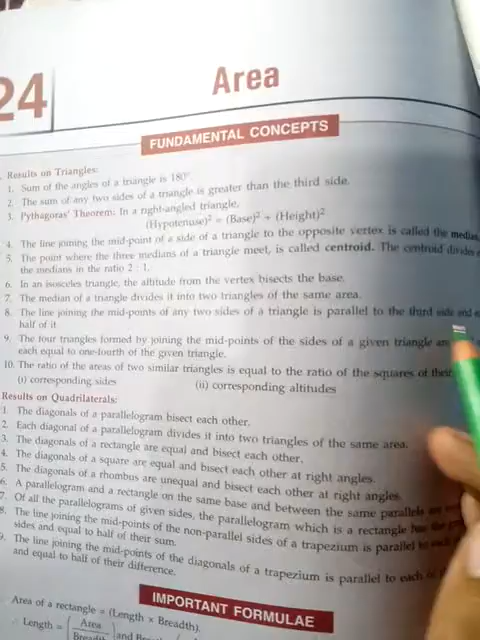 24
Area
FUNDAMENTAL CONCEPTS
Results on Triangles:
1. Sum of the angles of a triangle is 180°.
2. The sum of any two sides of a triangle is greater than the third side.
3. Pythagoras' Theorem: In a right-angled triangle,
(Hypotenuse)² = (Base)² + (Height)²
4. The line joining the mid-point of a side of a triangle to the opposite vertex is called the median.
5. The point where the three medians of a triangle meet, is called centroid. The centroid divides
the medians in the ratio 2 : 1.
6. In an isosceles triangle, the altitude from the vertex bisects the base.
7. The median of a triangle divides it into two triangles of the same area.
8. The line joining the mid-points of any two sides of a triangle is parallel to the third side and
half of it.
9. The four triangles formed by joining the mid-points of the sides of a given triangle
each equal to one-fourth of the given triangle.
10. The ratio of the areas of two similar triangles is equal to the ratio of the squares of their
(i) corresponding sides (ii) corresponding altitudes
Results on Quadrilaterals:
1. The diagonals of a parallelogram bisect each other.
2. Each diagonal of a parallelogram divides it into two triangles of the same area.
3. The diagonals of a rectangle are equal and bisect each other.
4. The diagonals of a square are equal and bisect each other at right angles.
5. The diagonals of a rhombus are unequal and bisect each other at right angles.
6. A parallelogram and a rectangle on the same base and between the same parallels
7. Of all the parallelograms of given sides, the parallelogram which is a rectangle has the
8. The line joining the mid-points of the non-parallel sides of a trapezium is parallel to
sides and equal to half of their sum.
9. The line joining the mid-points of the diagonals of a trapezium is parallel to each
and equal to half of their difference.
IMPORTANT FORMULAE
Area of a rectangle = (Length × Breadth).
∴ Length = (Area / Breadth) and